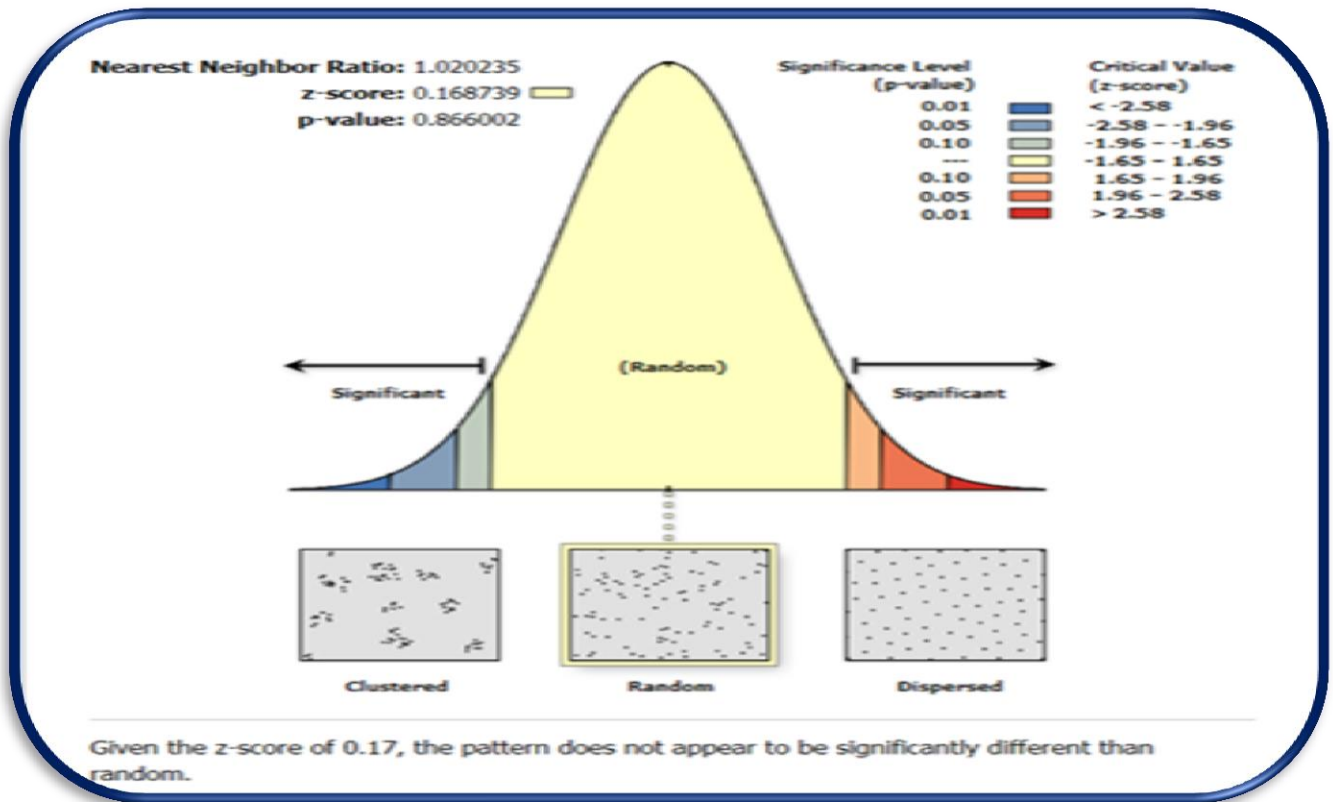 Nearest Neighbor Ratio: 1.020235
z-score: 0.168739
p-value: 0.866002
Significance Level
(p-value)
Critical Value
(z-score)
0.01 < -2.58
0.05 -2.58 - -1.96
0.10 -1.96 - -1.65
--- -1.65 - 1.65
0.10 1.65 - 1.96
0.05 1.96 - 2.58
0.01 > 2.58
(Random)
Significant
Significant
Clustered
Random
Dispersed
Given the z-score of 0.17, the pattern does not appear to be significantly different than
random.